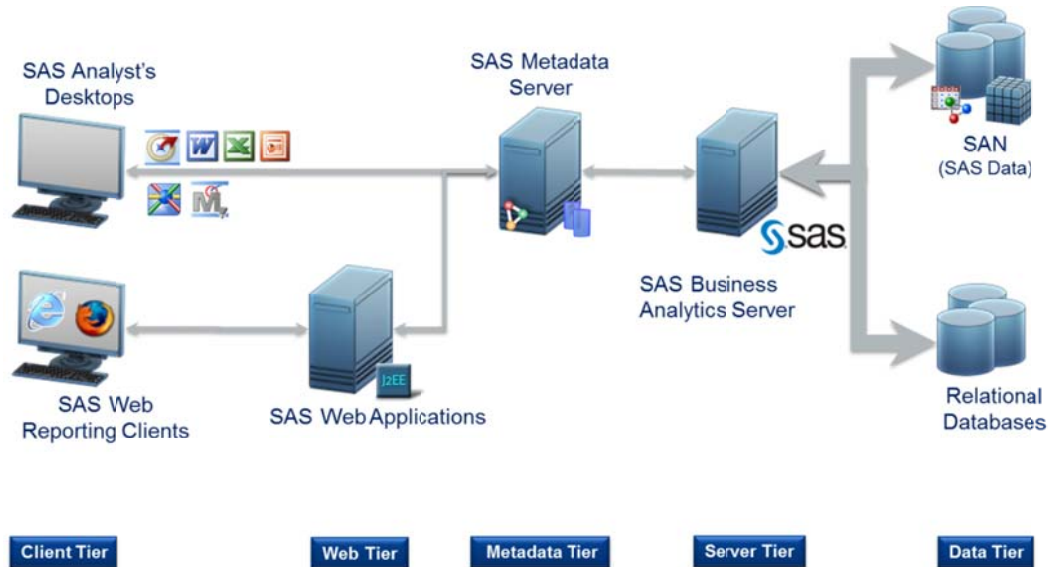 SAS Analyst's
Desktops
SAS Metadata
Server
SAN
(SAS Data)
sas
SAS Business
Analytics Server
J2EE
SAS Web
Reporting Clients
SAS Web Applications
Relational
Databases
Client Tier
Web Tier
Metadata Tier
Server Tier
Data Tier